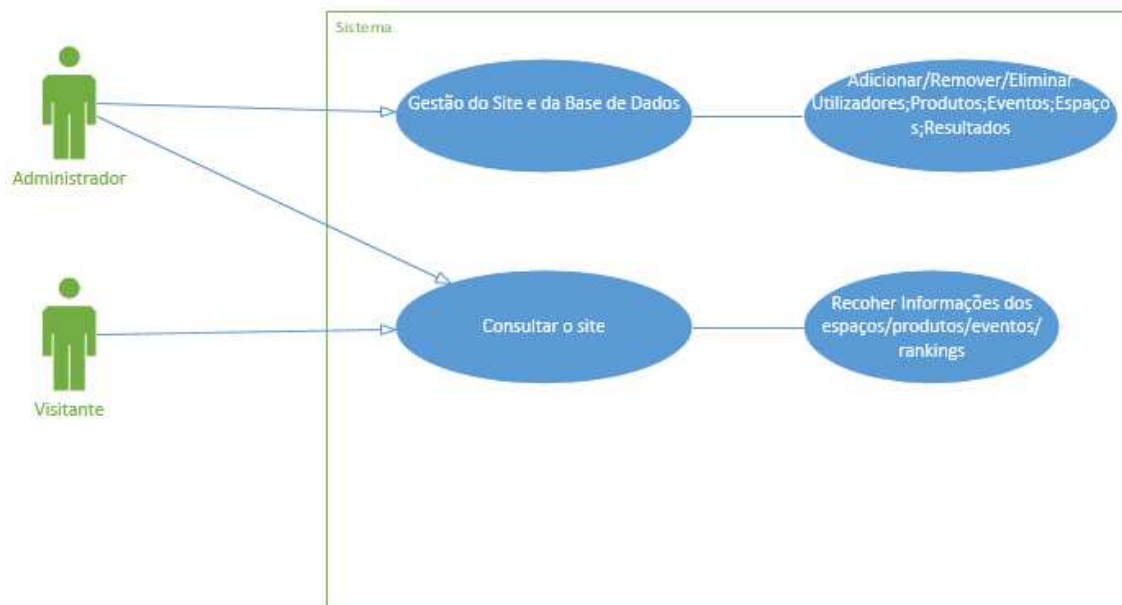 Sistema
Gestão do Site e da Base de Dados
Adicionar/Remover/Eliminar
Utilizadores;Produtos;Eventos;Espaço
s;Resultados
Administrador
Consultar o site
Recoher Informações dos
espaços/produtos/eventos/
rankings
Visitante